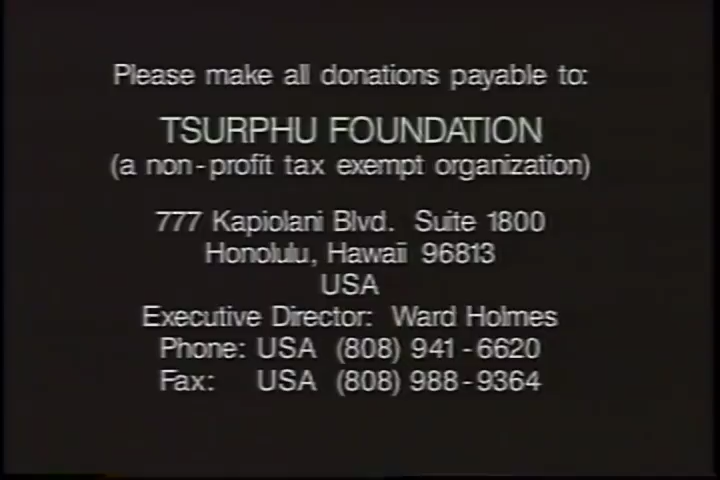 Please make all donations payable to:
TSURPHU FOUNDATION
(a non-profit tax exempt organization)
777 Kapiolani Blvd. Suite 1800
Honolulu, Hawaii 96813
USA
Executive Director: Ward Holmes
Phone: USA (808) 941-6620
Fax: USA (808) 988-9364